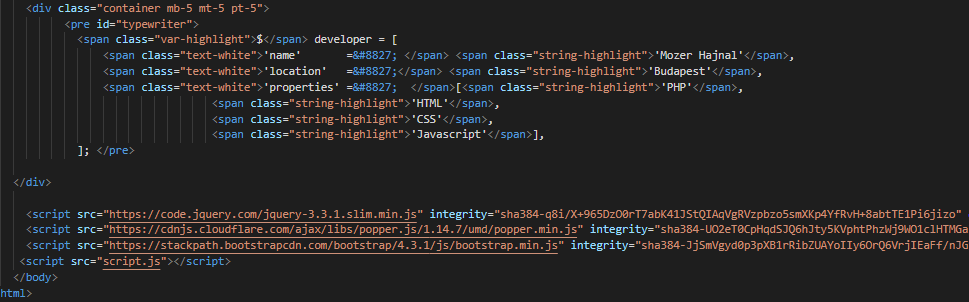 <div class="container mb-5 mt-5 pt-5">
<pre id="typewriter">
<span class="var-highlight">$</span> developer = [
<span class="text-white">'name'      =&#8827; </span> <span class="string-highlight">'Mozer Hajnal'</span>,
<span class="text-white">'location'   =&#8827;</span> <span class="string-highlight">'Budapest'</span>,
<span class="text-white">'properties' =&#8827;  </span>[<span class="string-highlight">'PHP'</span>,
<span class="string-highlight">'HTML'</span>,
<span class="string-highlight">'CSS'</span>,
<span class="string-highlight">'Javascript'</span>],
]; </pre>
</div>
<script src="https://code.jquery.com/jquery-3.3.1.slim.min.js" integrity="sha384-q8i/X+965DzO0rT7abK41JStQIAqVgRVzpbzo5smXKp4YfRvH+8abtTE1Pi6jizo"
<script src="https://cdnjs.cloudflare.com/ajax/libs/popper.js/1.14.7/umd/popper.min.js" integrity="sha384-UO2eT0CpHqdSJQ6hJty5KVphtPhzWj9WO1clHTMGa
<script src="https://stackpath.bootstrapcdn.com/bootstrap/4.3.1/js/bootstrap.min.js" integrity="sha384-JjSmVgyd0p3pXB1rRibZUAYoIIy6OrQ6VrjIEaFf/nJG
<script src="script.js"></script>
</body>
html>